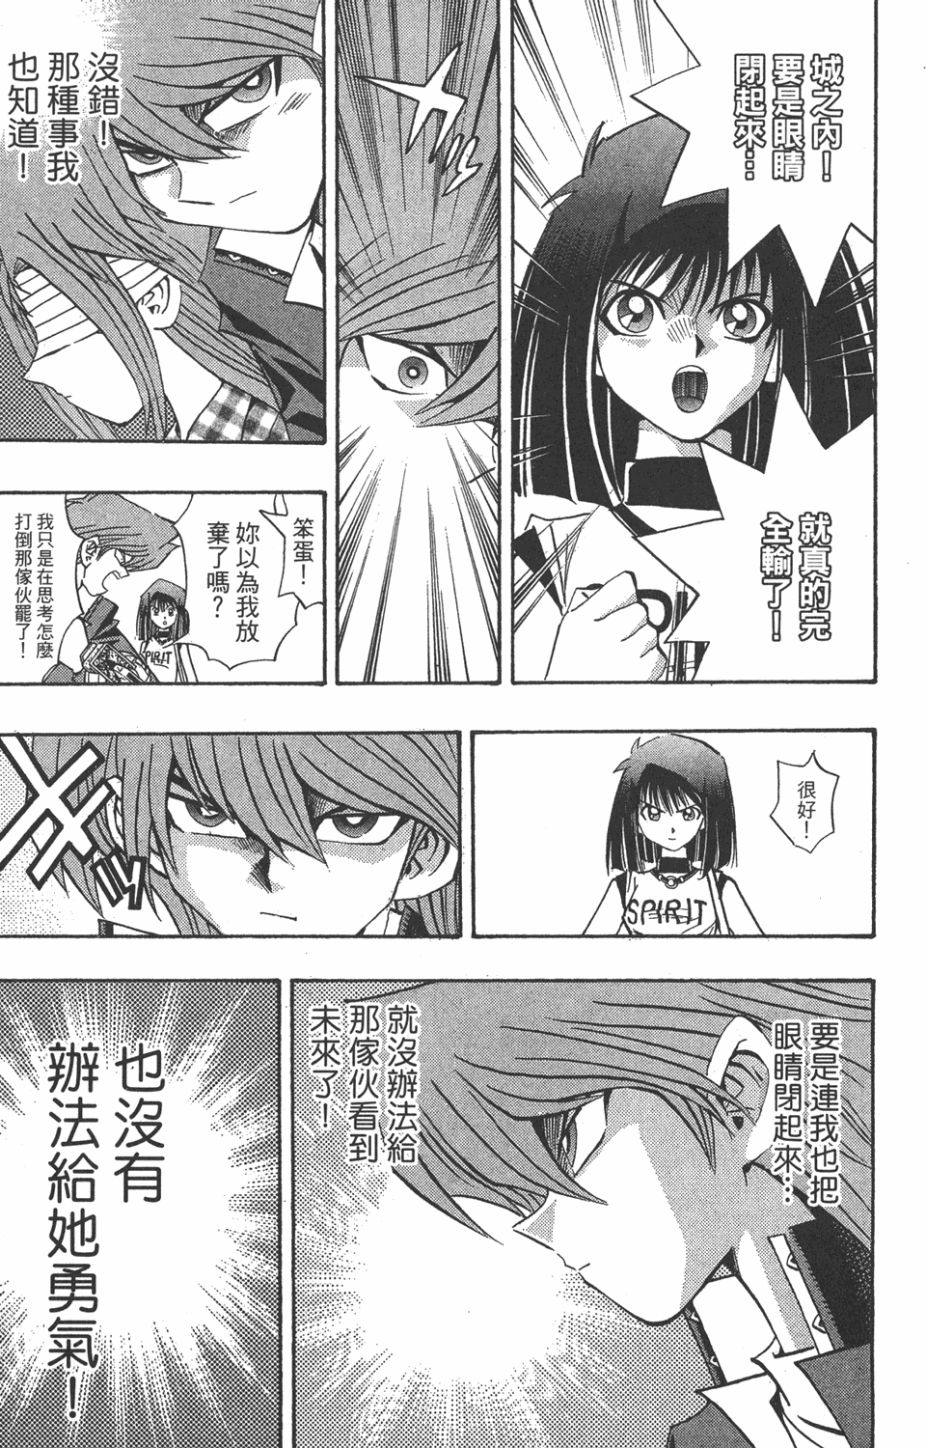 城之內！
要是眼睛
閉起來…
就真的完
全輸了！
沒錯！
那種事我
也知道！
笨蛋！
妳以為我放
棄了嗎？
我只是在思考怎麼
打倒那傢伙罷了！
PIRIT
很好！
SPIRIT
要是連我也把
眼睛閉起來…
就沒辦法給
那傢伙看到
未來了！
也沒有
辦法給她勇氣！